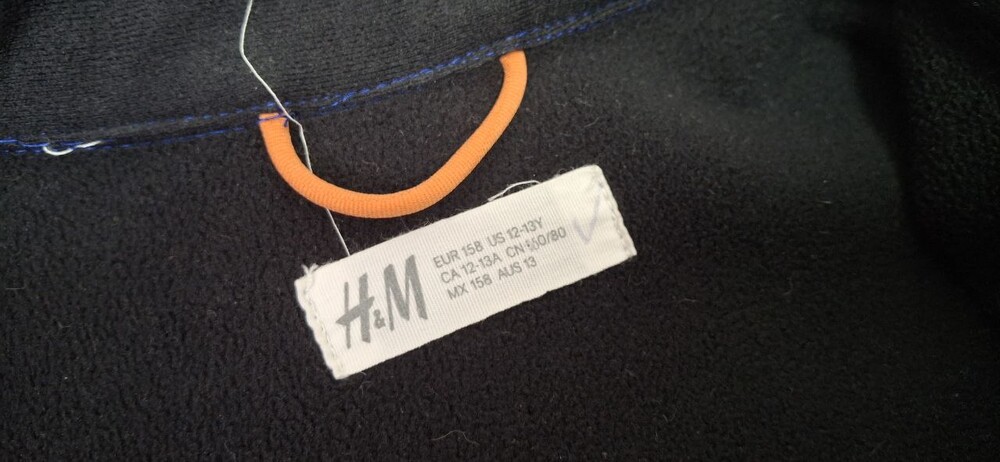 H&M
EUR 158 US 12-13Y
CA 12-13A CN 160/80
MX 158 AUS 13